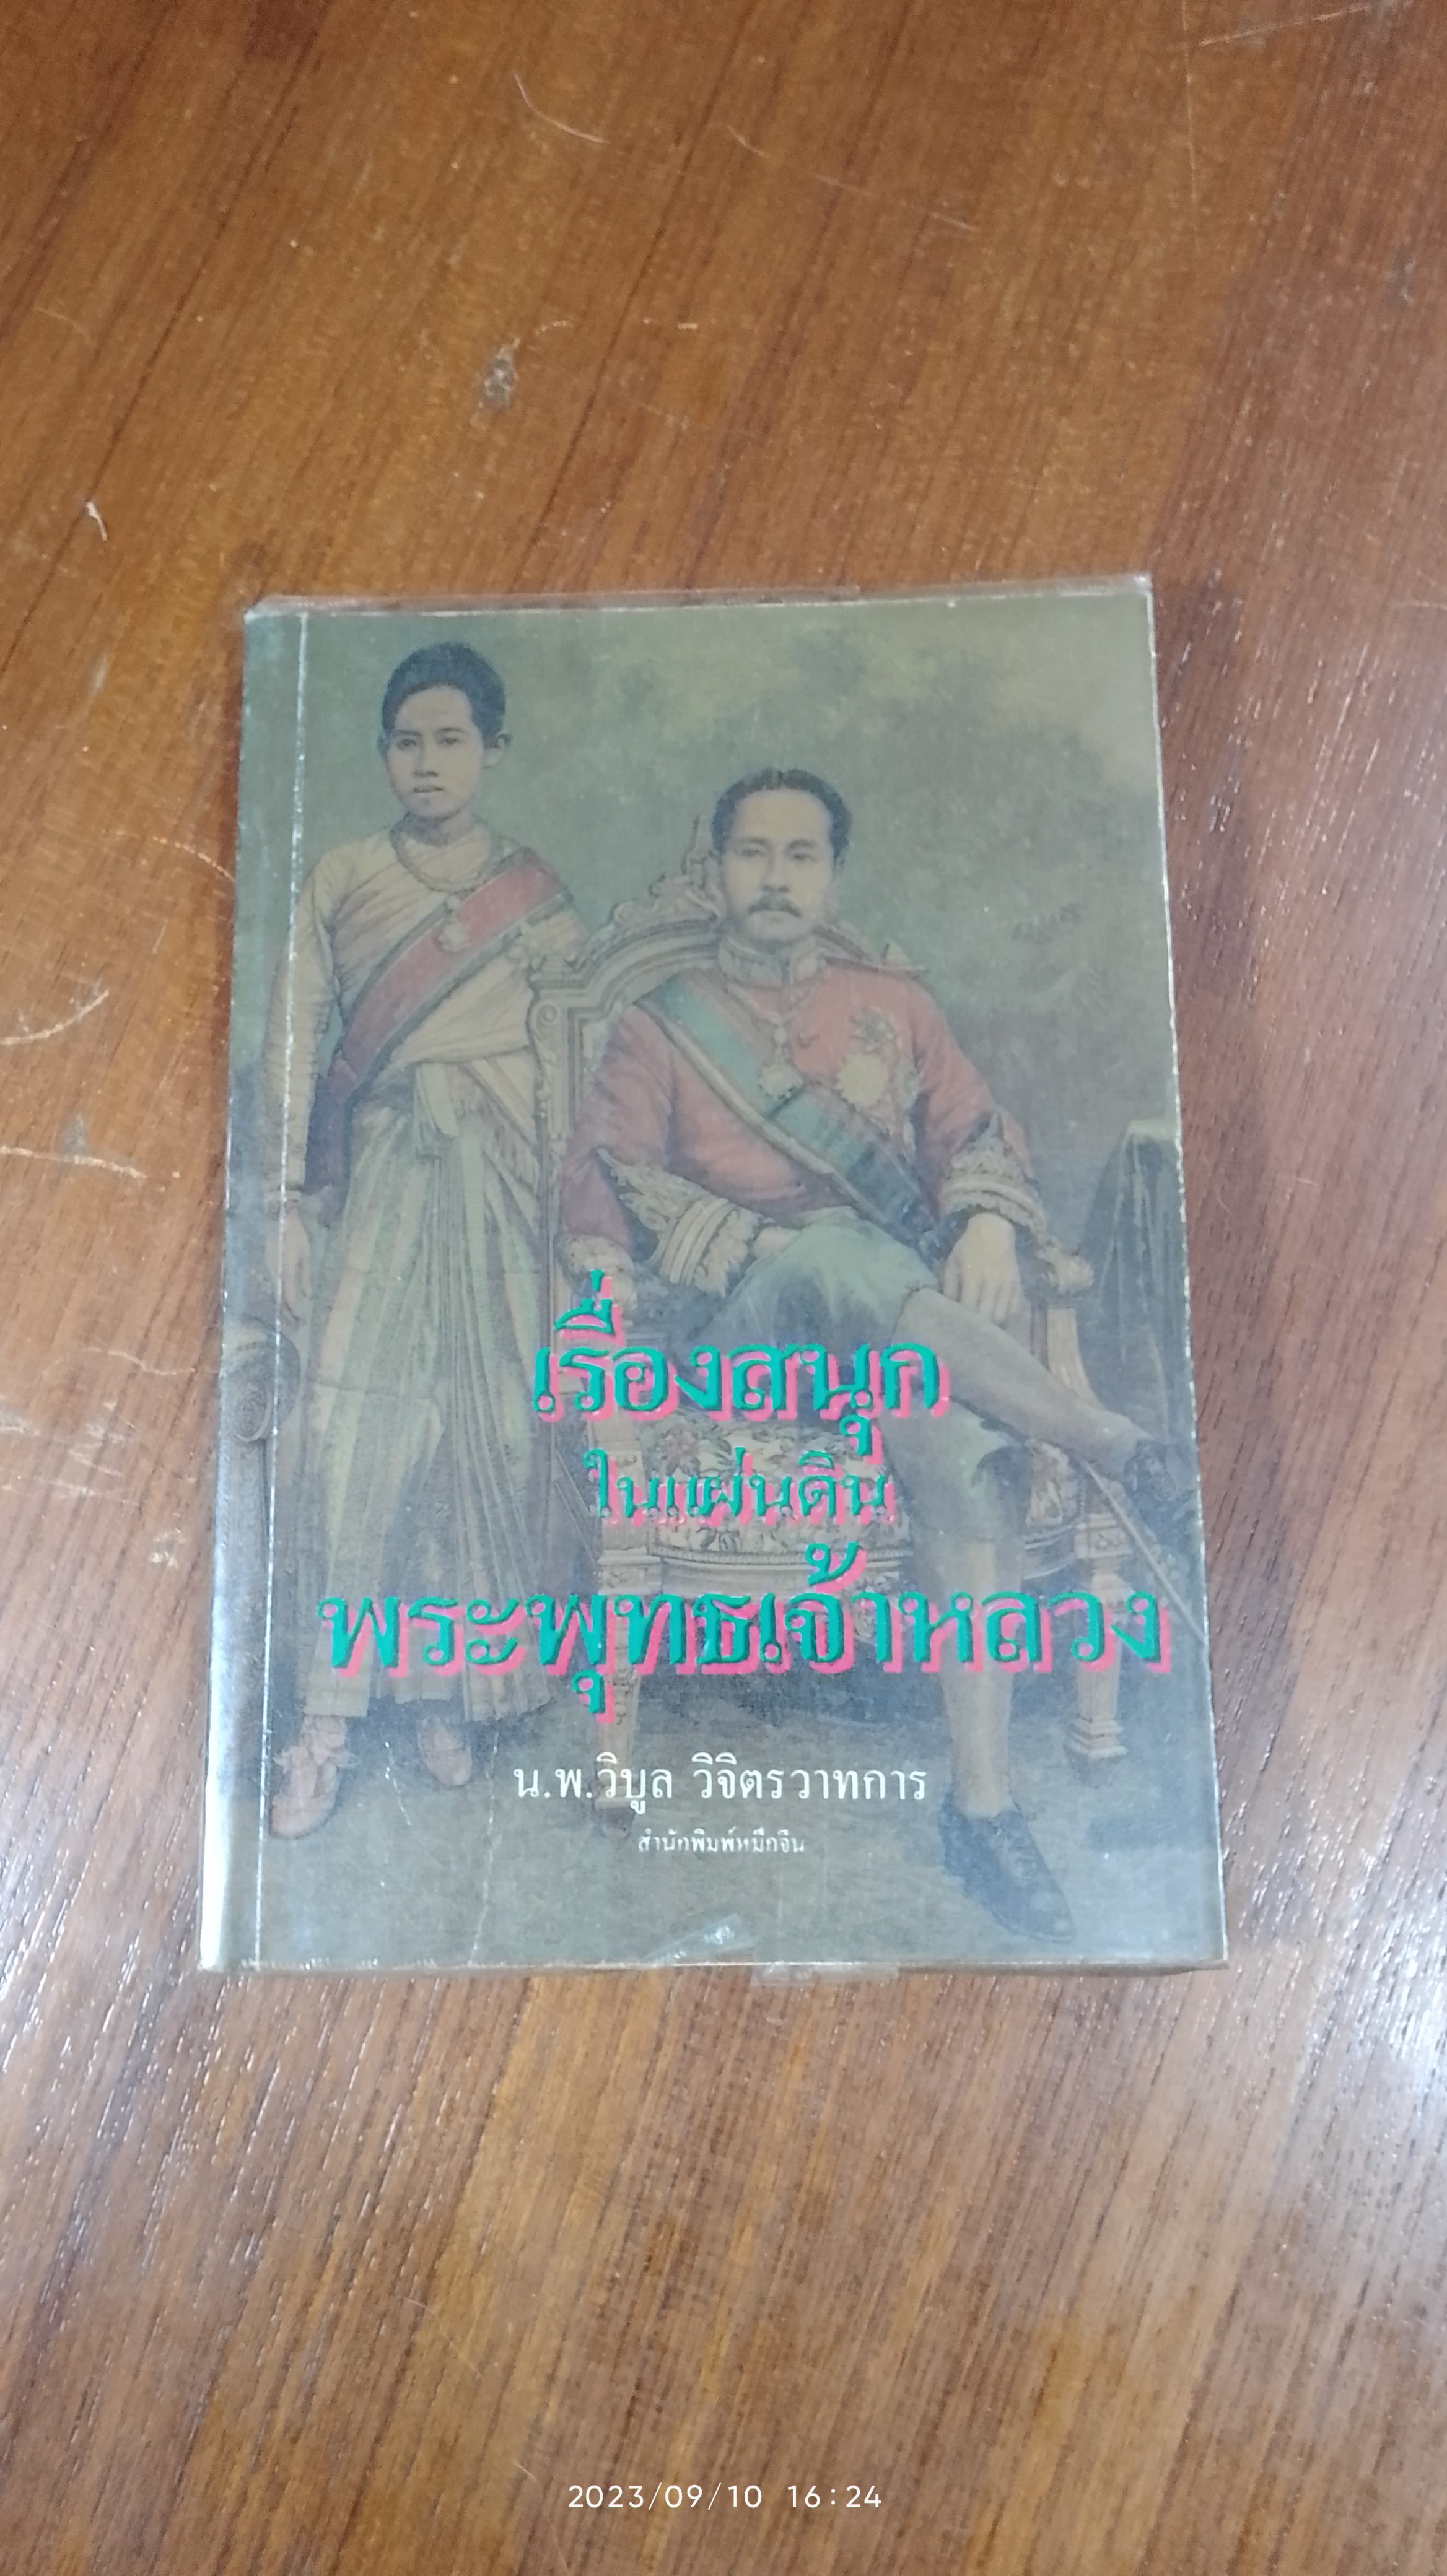 เรื่องสนุก
ในแผ่นดิน
พระพุทธเจ้าหลวง
น.พ.วิบูล วิจิตรวาทการ
สำนักพิมพ์หมึกจีน
2023/09/10 16:24